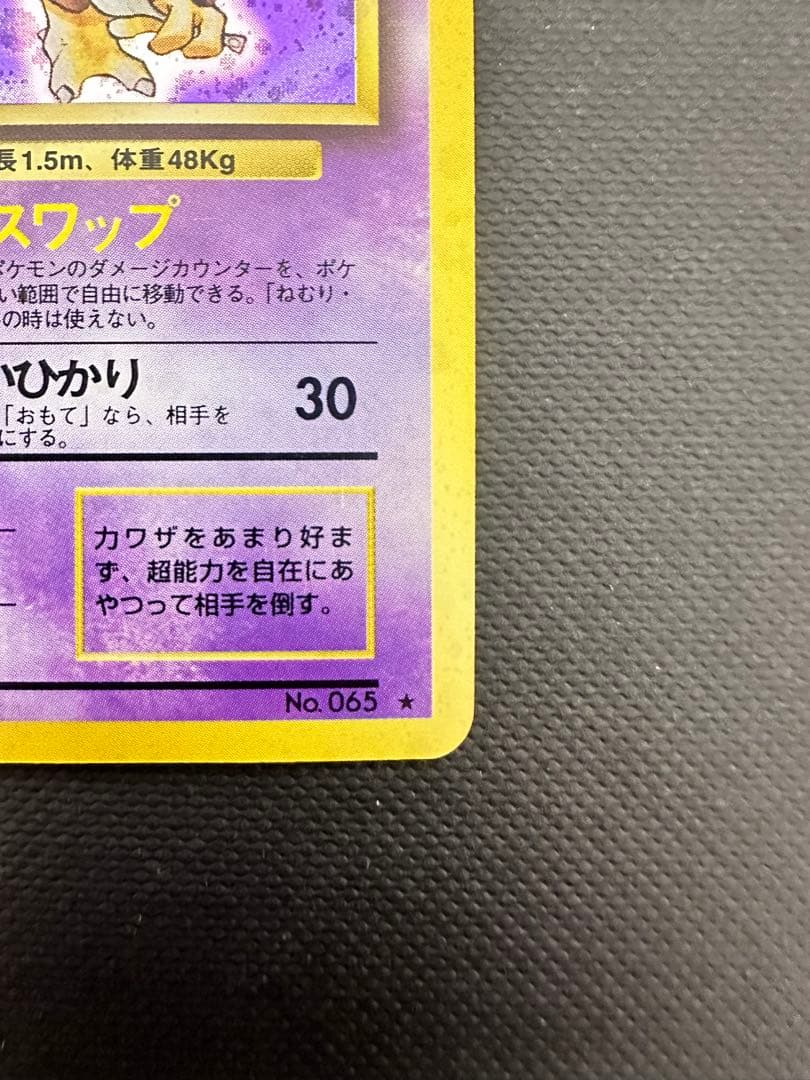 長1.5m、体重48Kg
スワップ
ポケモンのダメージカウンターを、ポケ
い範囲で自由に移動できる。「ねむり・
の時は使えない。
いひかり
30
「おもて」なら、相手を
にする。
力ワザをあまり好ま
ず、超能力を自在にあ
やつって相手を倒す。
No. 065 ★